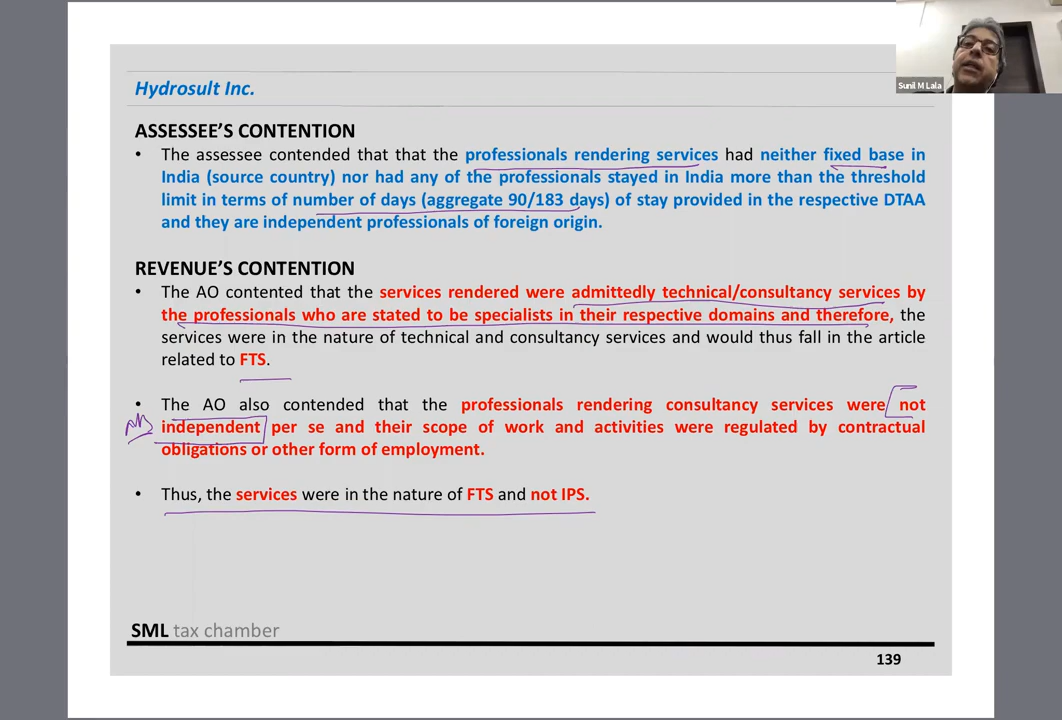 Sunil M Lala
Hydrosult Inc.
ASSESSEE'S CONTENTION
• The assessee contended that that the professionals rendering services had neither fixed base in
India (source country) nor had any of the professionals stayed in India more than the threshold
limit in terms of number of days (aggregate 90/183 days) of stay provided in the respective DTAA
and they are independent professionals of foreign origin.
REVENUE'S CONTENTION
• The AO contented that the services rendered were admittedly technical/consultancy services by
the professionals who are stated to be specialists in their respective domains and therefore, the
services were in the nature of technical and consultancy services and would thus fall in the article
related to FTS.
• The AO also contended that the professionals rendering consultancy services were not
independent per se and their scope of work and activities were regulated by contractual
obligations or other form of employment.
• Thus, the services were in the nature of FTS and not IPS.
SML tax chamber
139